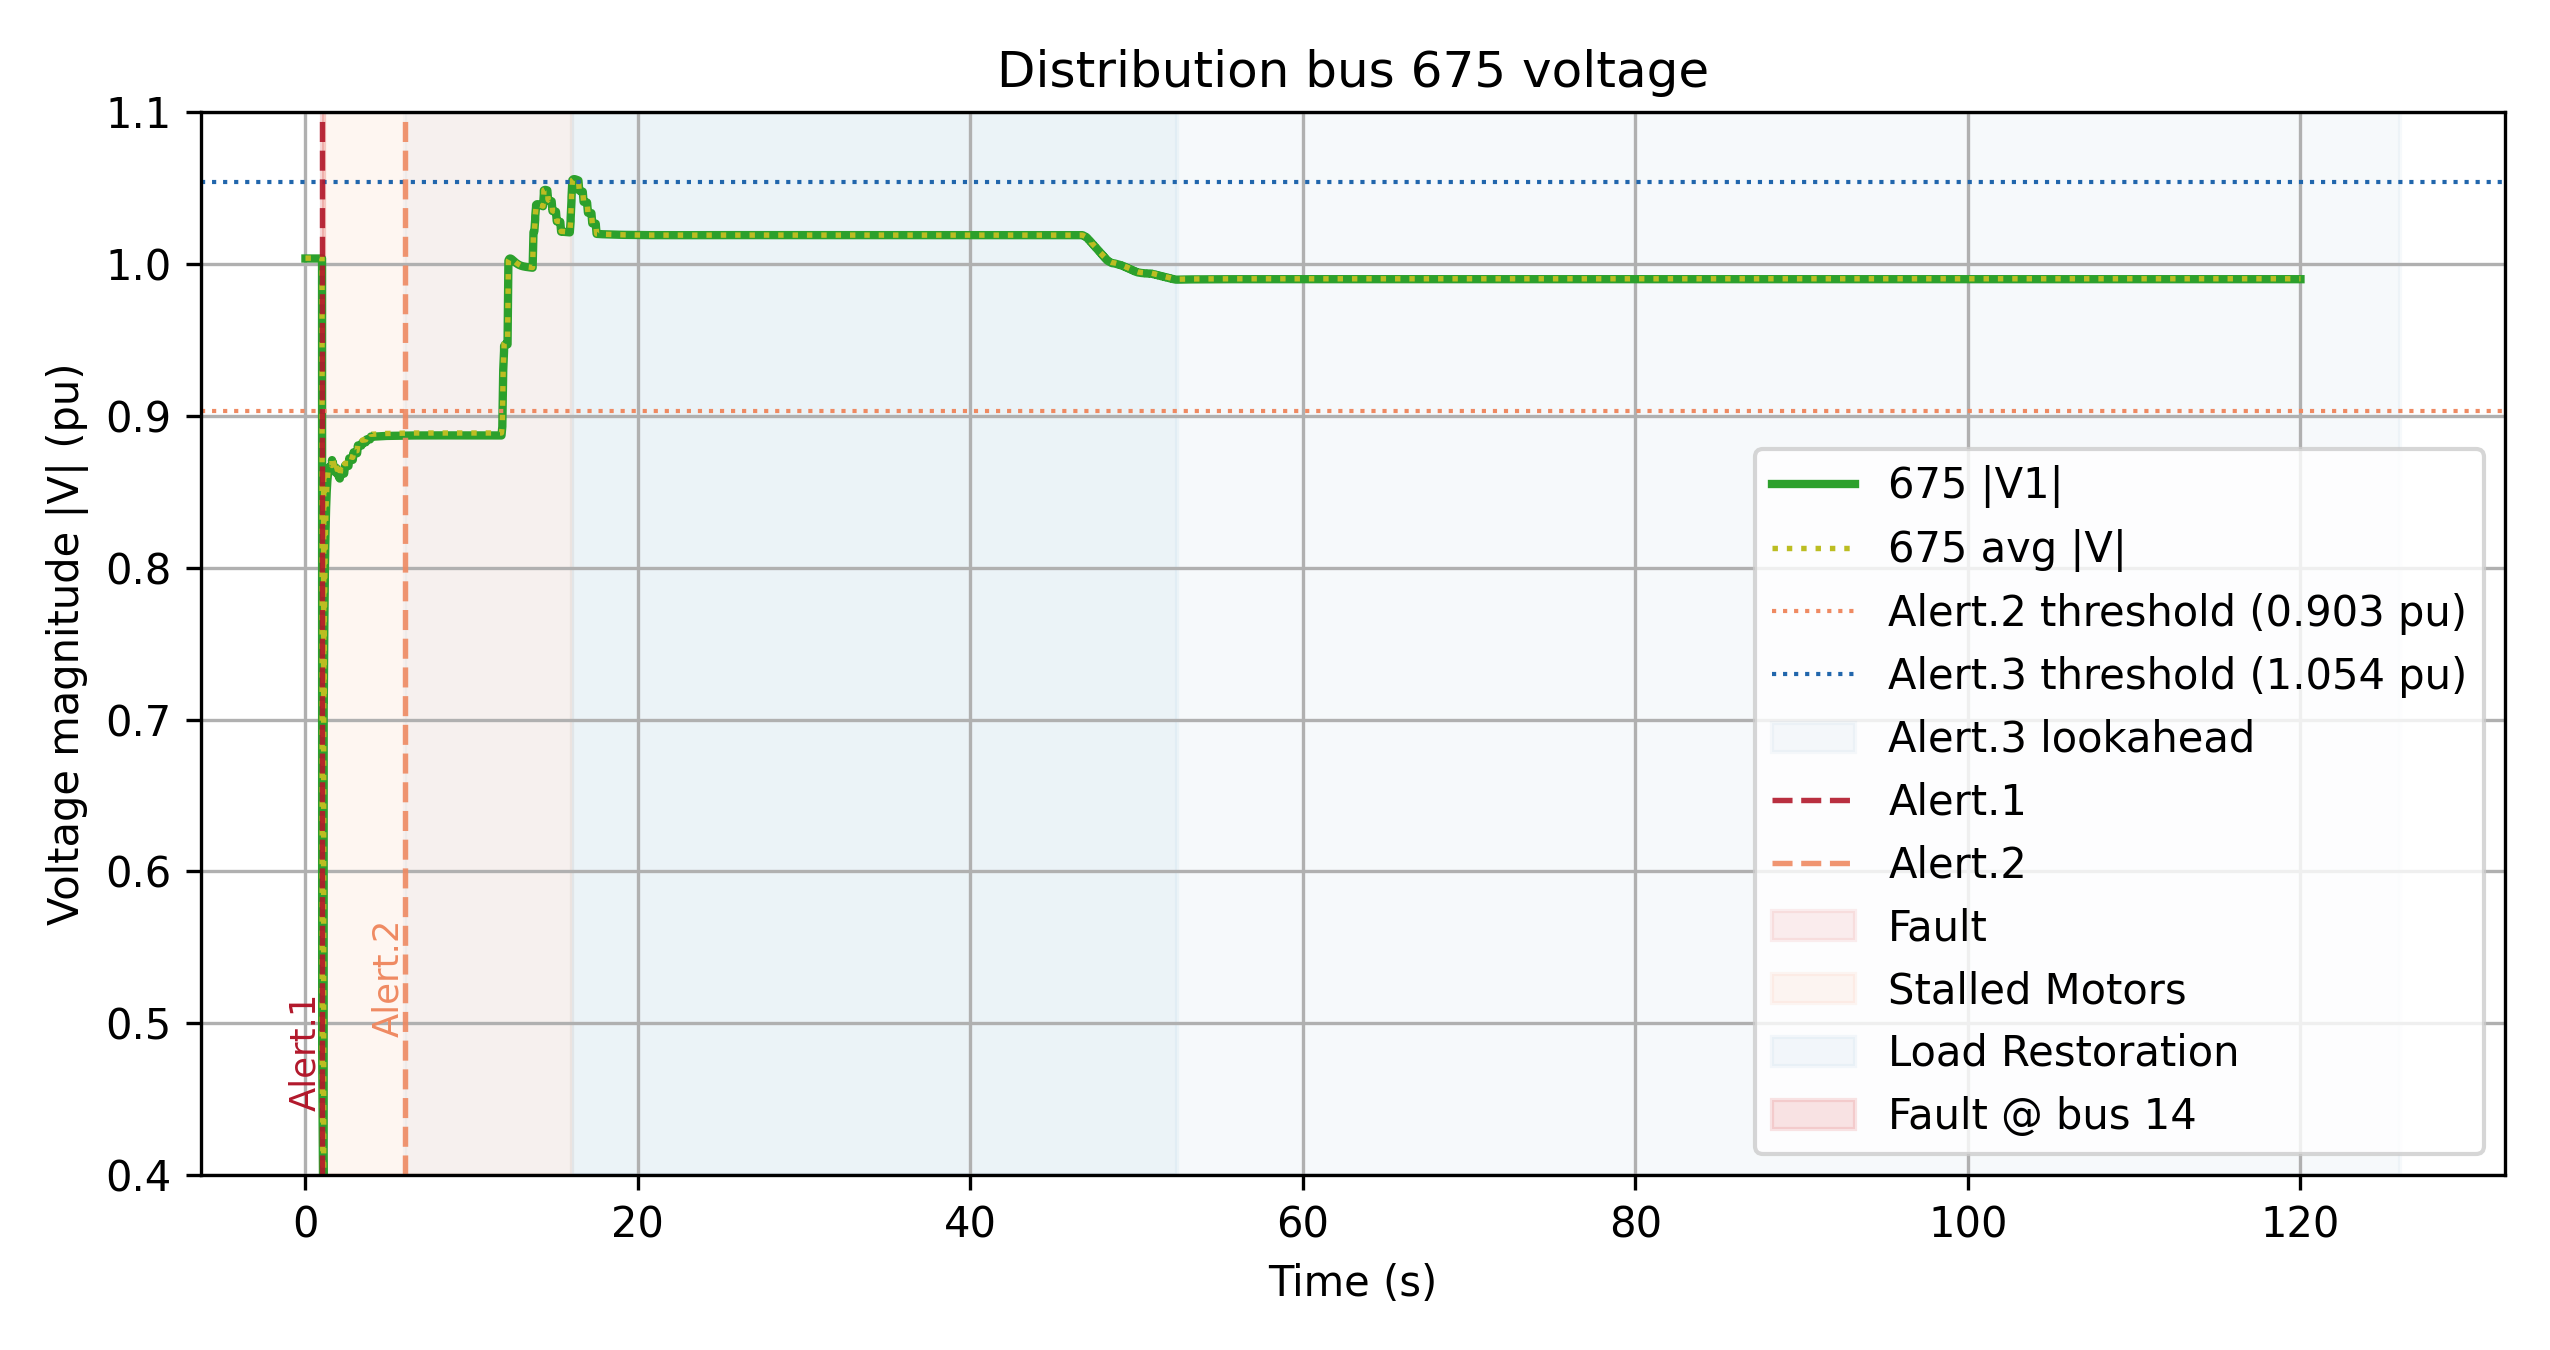 Distribution bus 675 voltage
Voltage magnitude |V| (pu)
1.1
1.0
0.9
0.8
0.7
0.6
0.5
0.4
Alert.1
Alert.2
675 |V1|
675 avg |V|
Alert.2 threshold (0.903 pu)
Alert.3 threshold (1.054 pu)
Alert.3 lookahead
Alert.1
Alert.2
Fault
Stalled Motors
Load Restoration
Fault @ bus 14
0 20 40 60 80 100 120
Time (s)